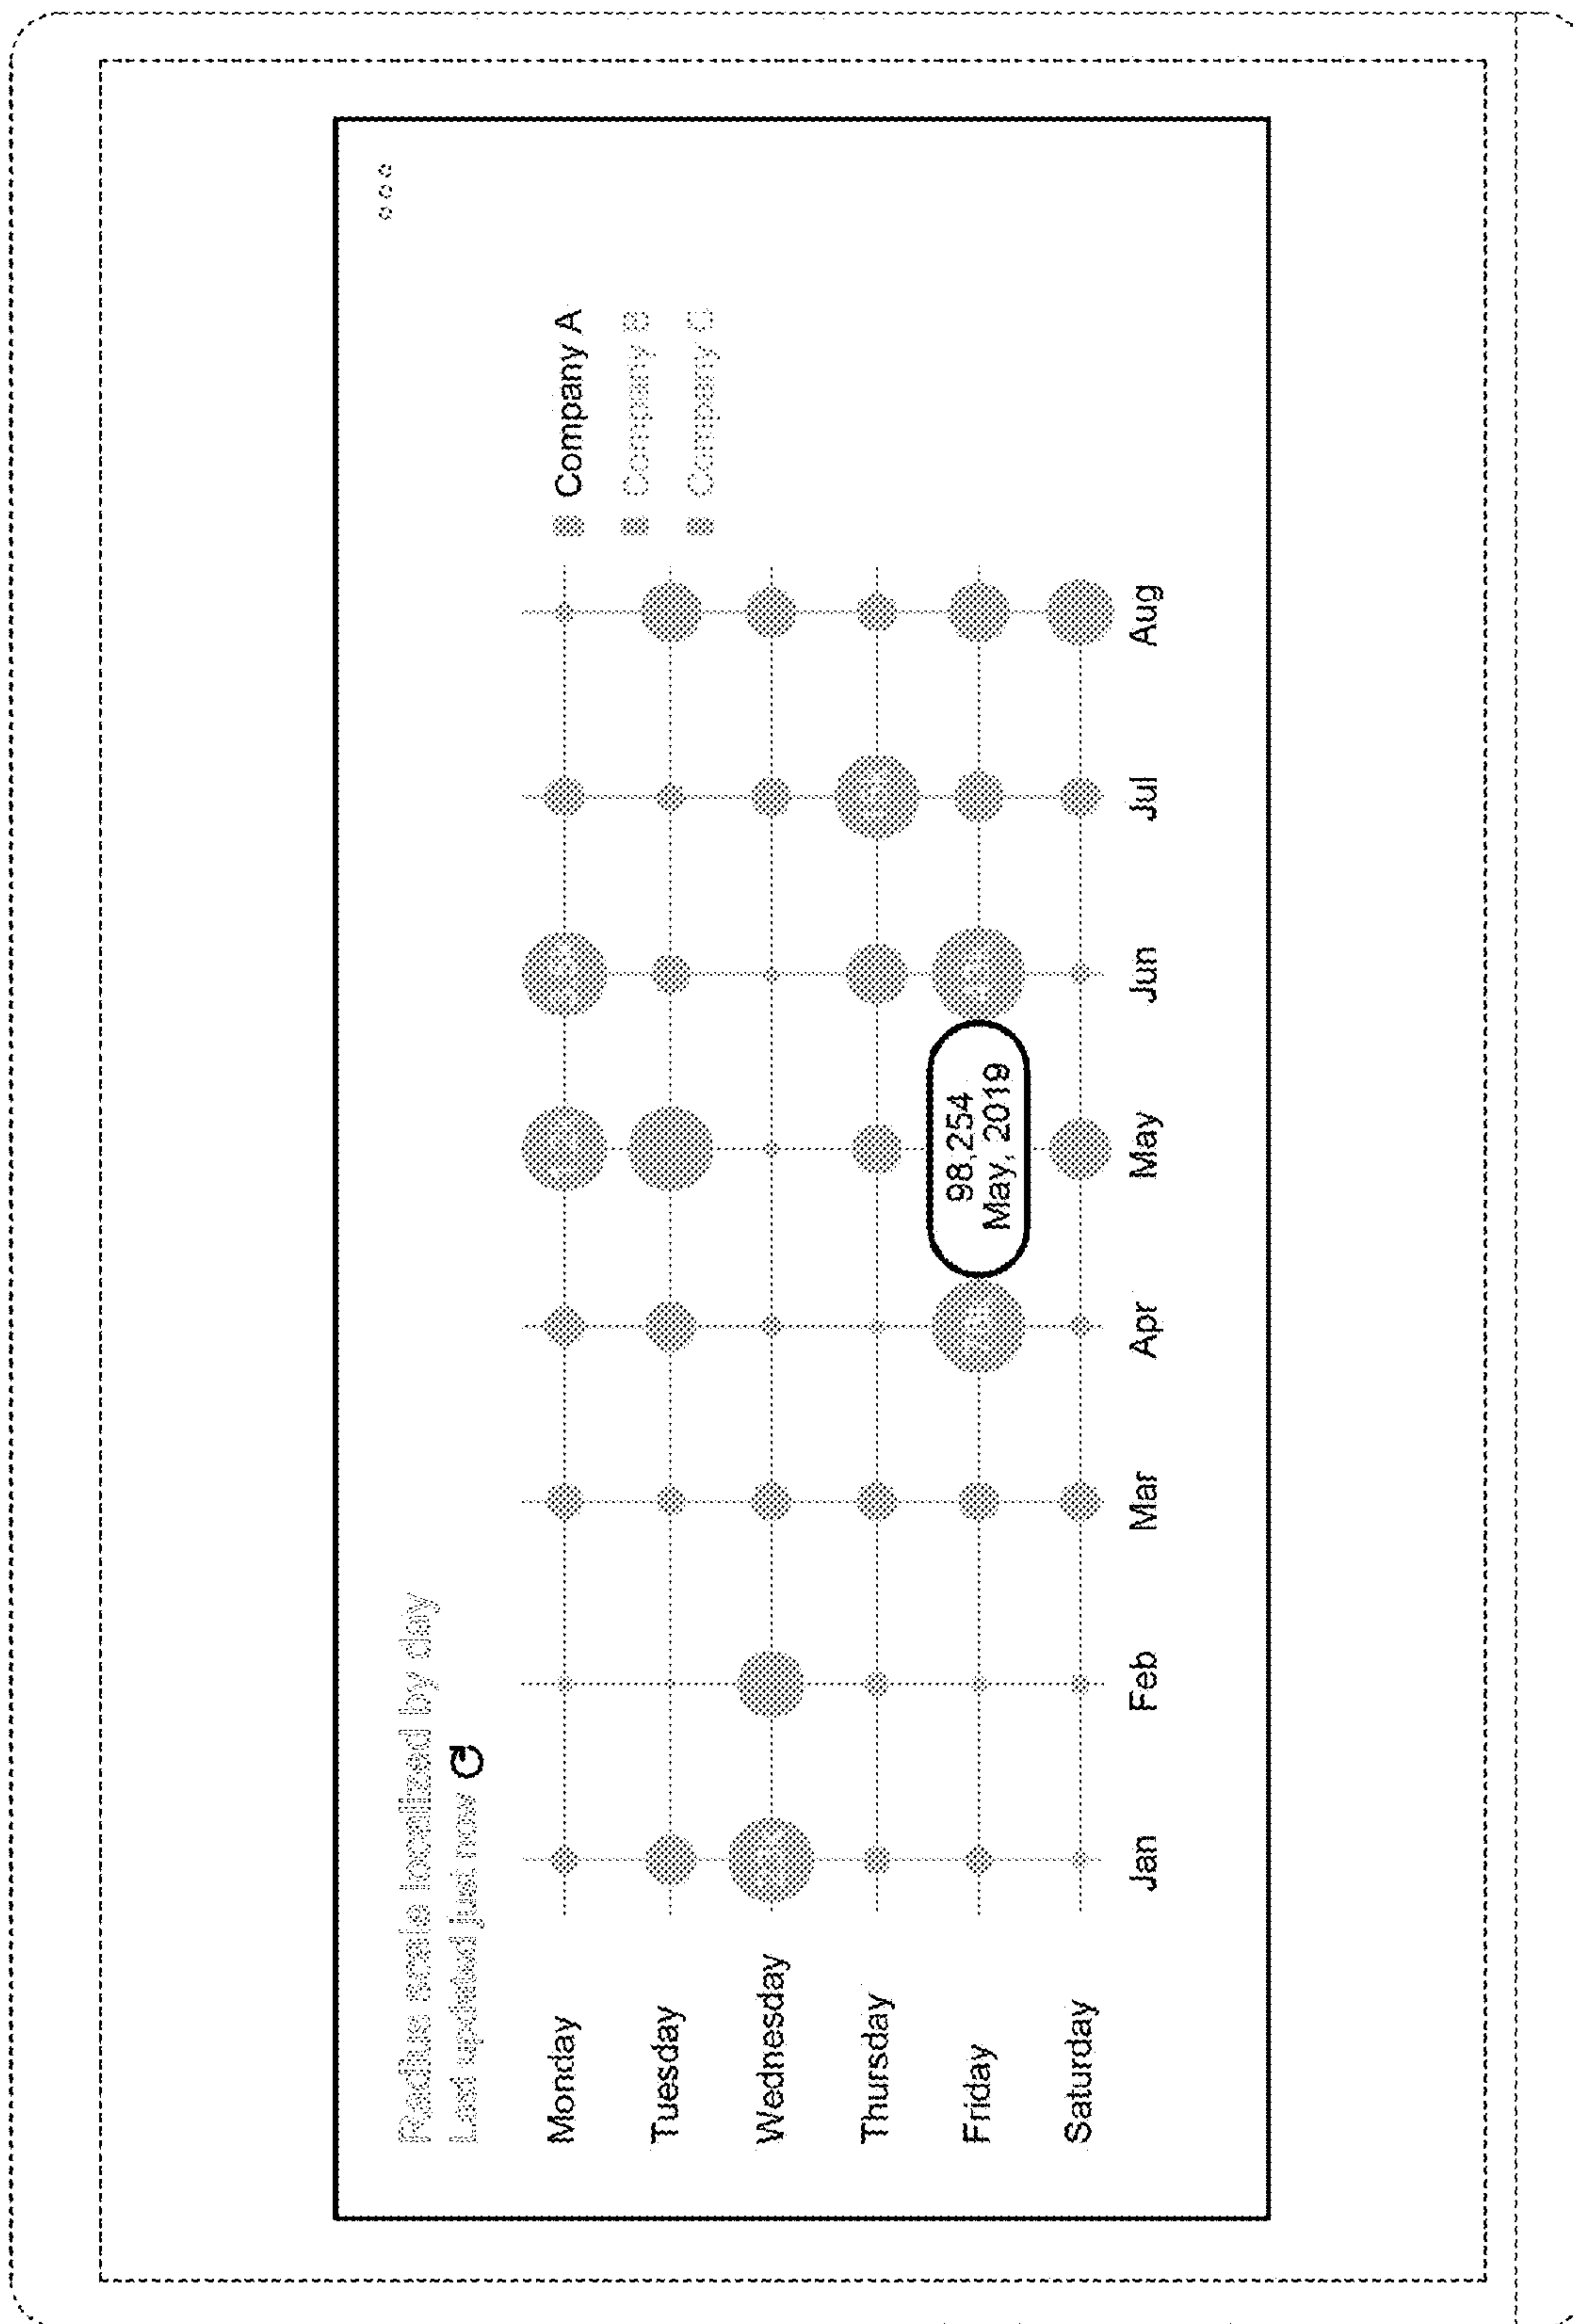 Radius scale localized by day
Last updated just now
Monday
Tuesday
Wednesday
Thursday
Friday
Saturday
Jan
Feb
Mar
Apr
May
Jun
Jul
Aug
98,254
May, 2019
Company A
Company B
Company C